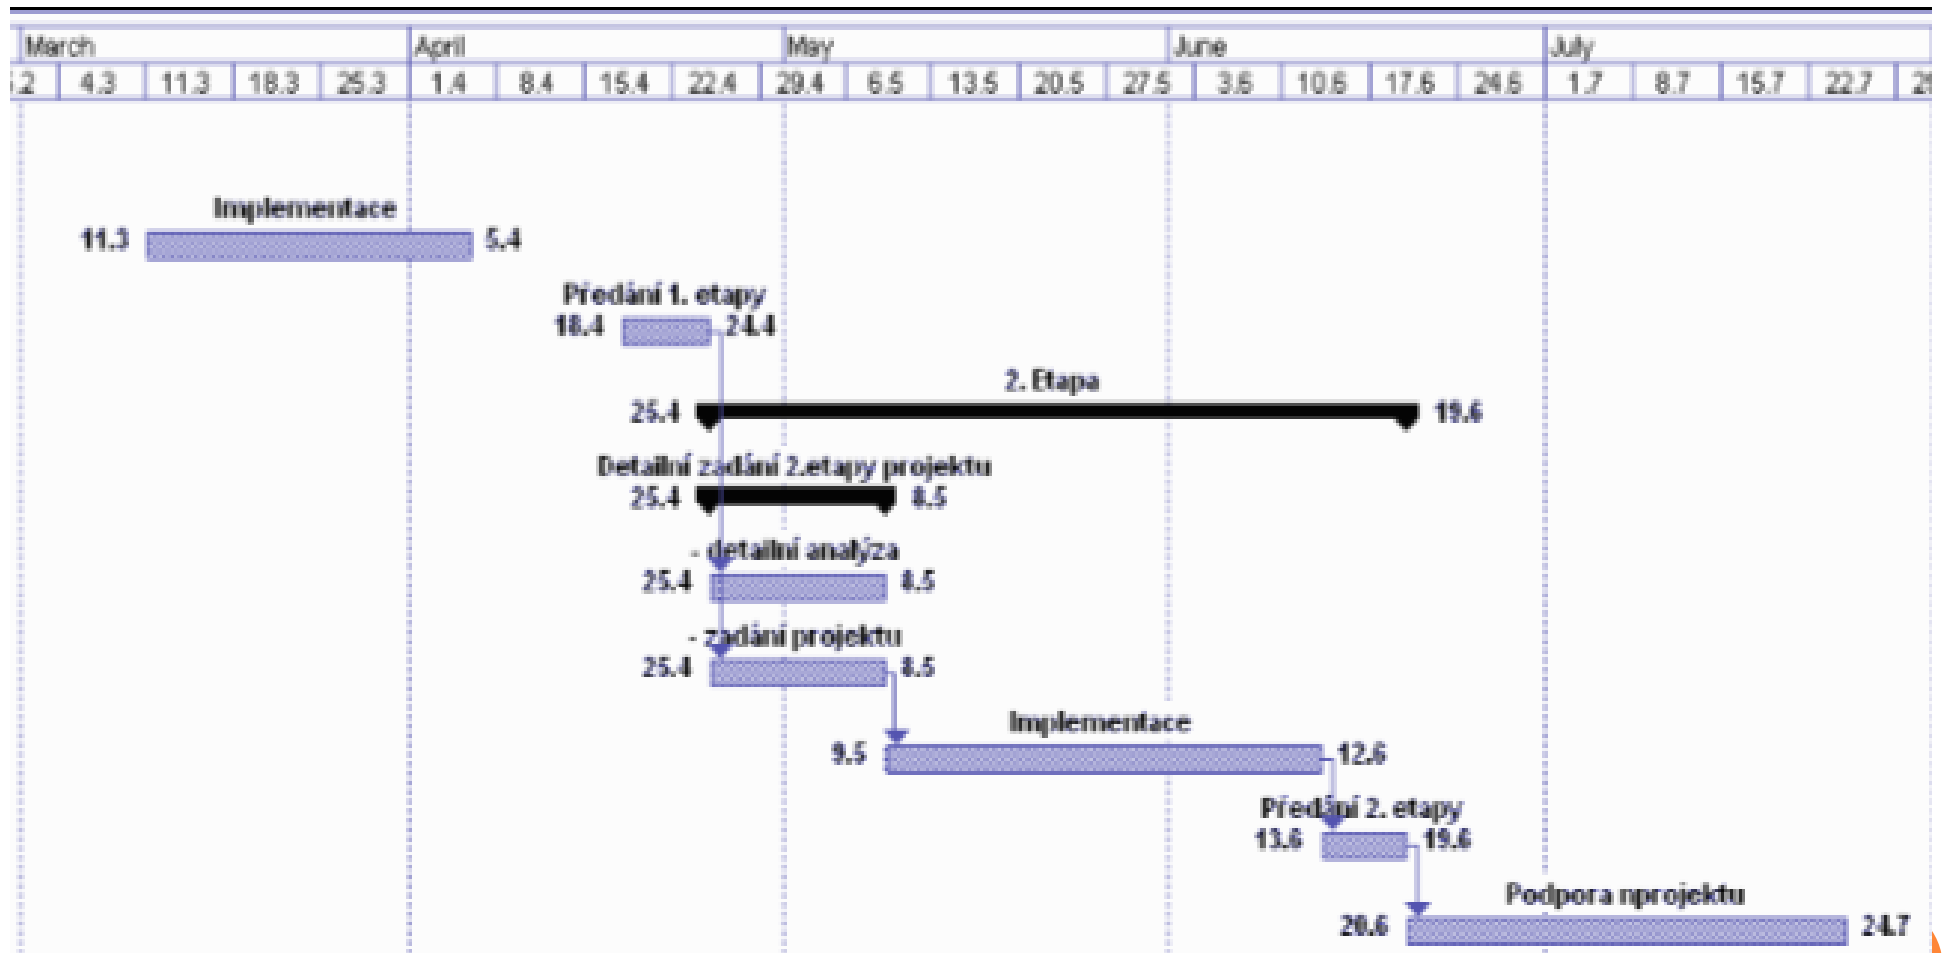 March April May June July
4.3 11.3 18.3 25.3 1.4 8.4 15.4 22.4 29.4 6.5 13.5 20.5 27.5 3.6 10.6 17.6 24.6 1.7 8.7 15.7 22.7
Implementace
11.3 5.4
Předání 1. etapy
18.4 24.4
2. Etapa
25.4 19.6
Detailní zadání 2.etapy projektu
25.4 8.5
- detailní analýza
25.4 8.5
- zadání projektu
25.4 8.5
Implementace
9.5 12.6
Předání 2. etapy
13.6 19.6
Podpora nprojektu
20.6 24.7